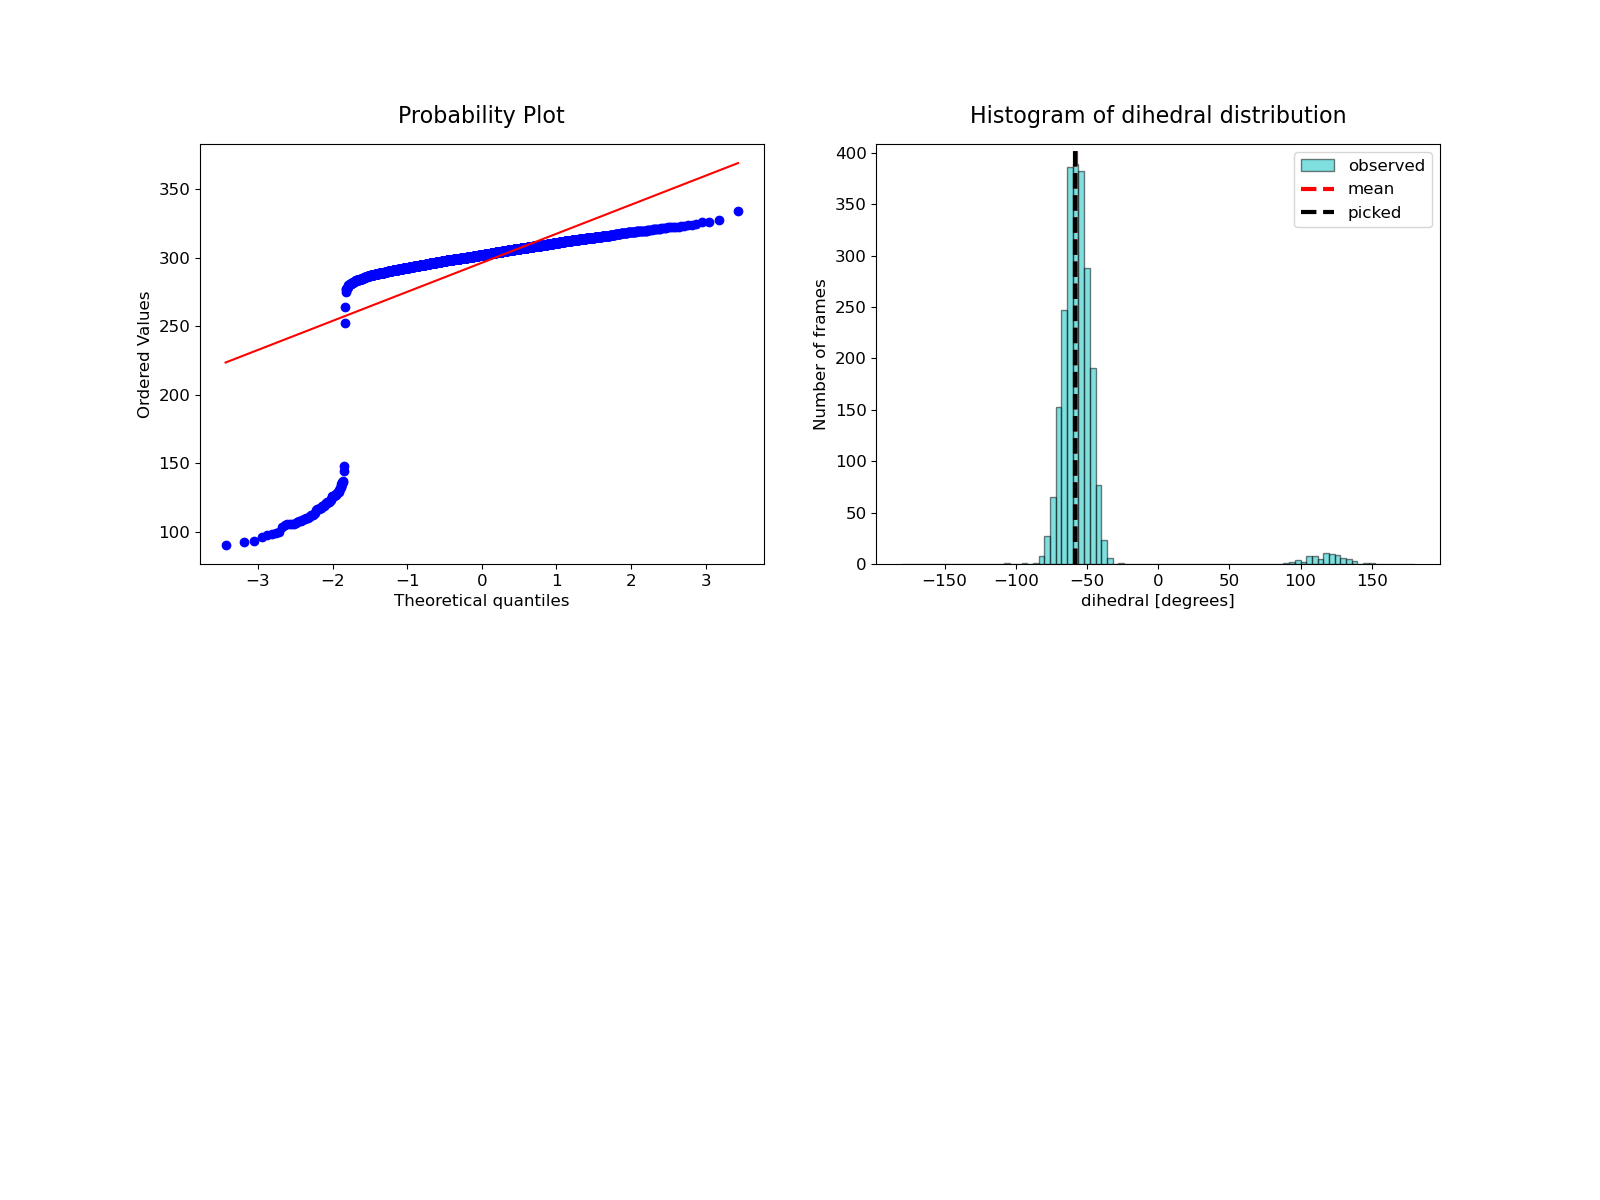 Probability Plot
Ordered Values
350
300
250
200
150
100
−3 −2 −1 0 1 2 3
Theoretical quantiles
Histogram of dihedral distribution
Number of frames
400
350
300
250
200
150
100
50
0
observed
mean
picked
−150 −100 −50 0 50 100 150
dihedral [degrees]